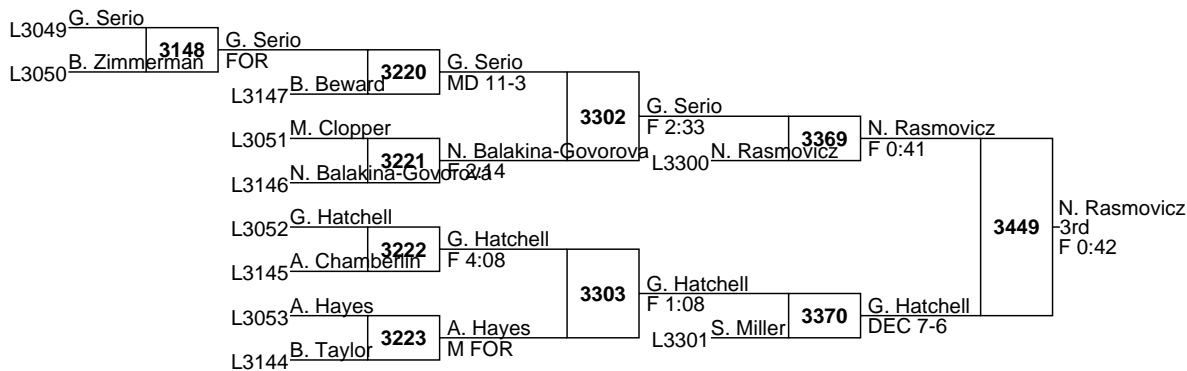 L3049 G. Serio
3148
L3050 B. Zimmerman
G. Serio
FOR
3220
L3147 B. Beward
G. Serio
MD 11-3
3302
L3051 M. Clopper
3221
L3146 N. Balakina-Govorova
N. Balakina-Govorova
F 2:14
G. Serio
F 2:33
3369
L3300 N. Rasmovicz
N. Rasmovicz
F 0:41
L3052 G. Hatchell
3222
L3145 A. Chamberlin
G. Hatchell
F 4:08
3303
L3053 A. Hayes
3223
L3144 B. Taylor
A. Hayes
M FOR
G. Hatchell
F 1:08
3370
L3301 S. Miller
G. Hatchell
DEC 7-6
3449
N. Rasmovicz
3rd
F 0:42